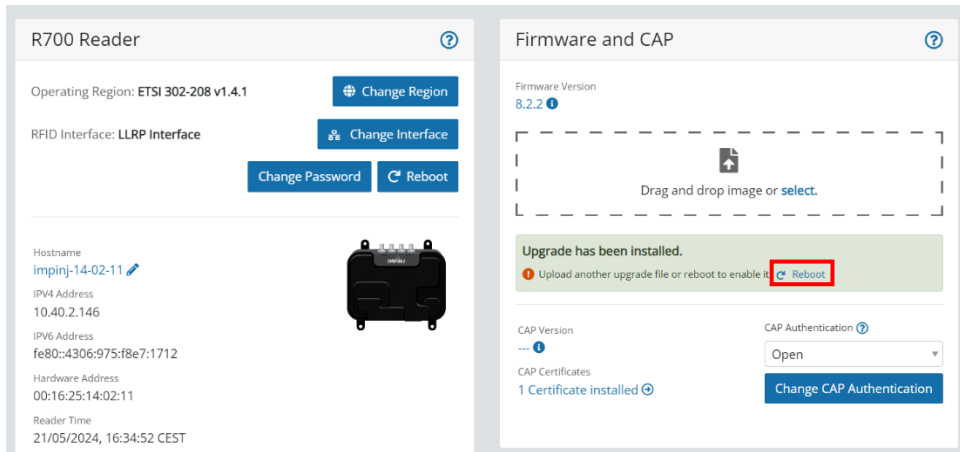 R700 Reader
Operating Region: ETSI 302-208 v1.4.1
Change Region
RFID Interface: LLRP Interface
Change Interface
Change Password
Reboot
Hostname
impinj-14-02-11
IPV4 Address
10.40.2.146
IPV6 Address
fe80::4306:975:f8e7:1712
Hardware Address
00:16:25:14:02:11
Reader Time
21/05/2024, 16:34:52 CEST
IMPINJ
Firmware and CAP
Firmware Version
8.2.2
Drag and drop image or select.
Upgrade has been installed.
Upload another upgrade file or reboot to enable it
Reboot
CAP Version
---
CAP Certificates
1 Certificate installed
CAP Authentication
Open
Change CAP Authentication